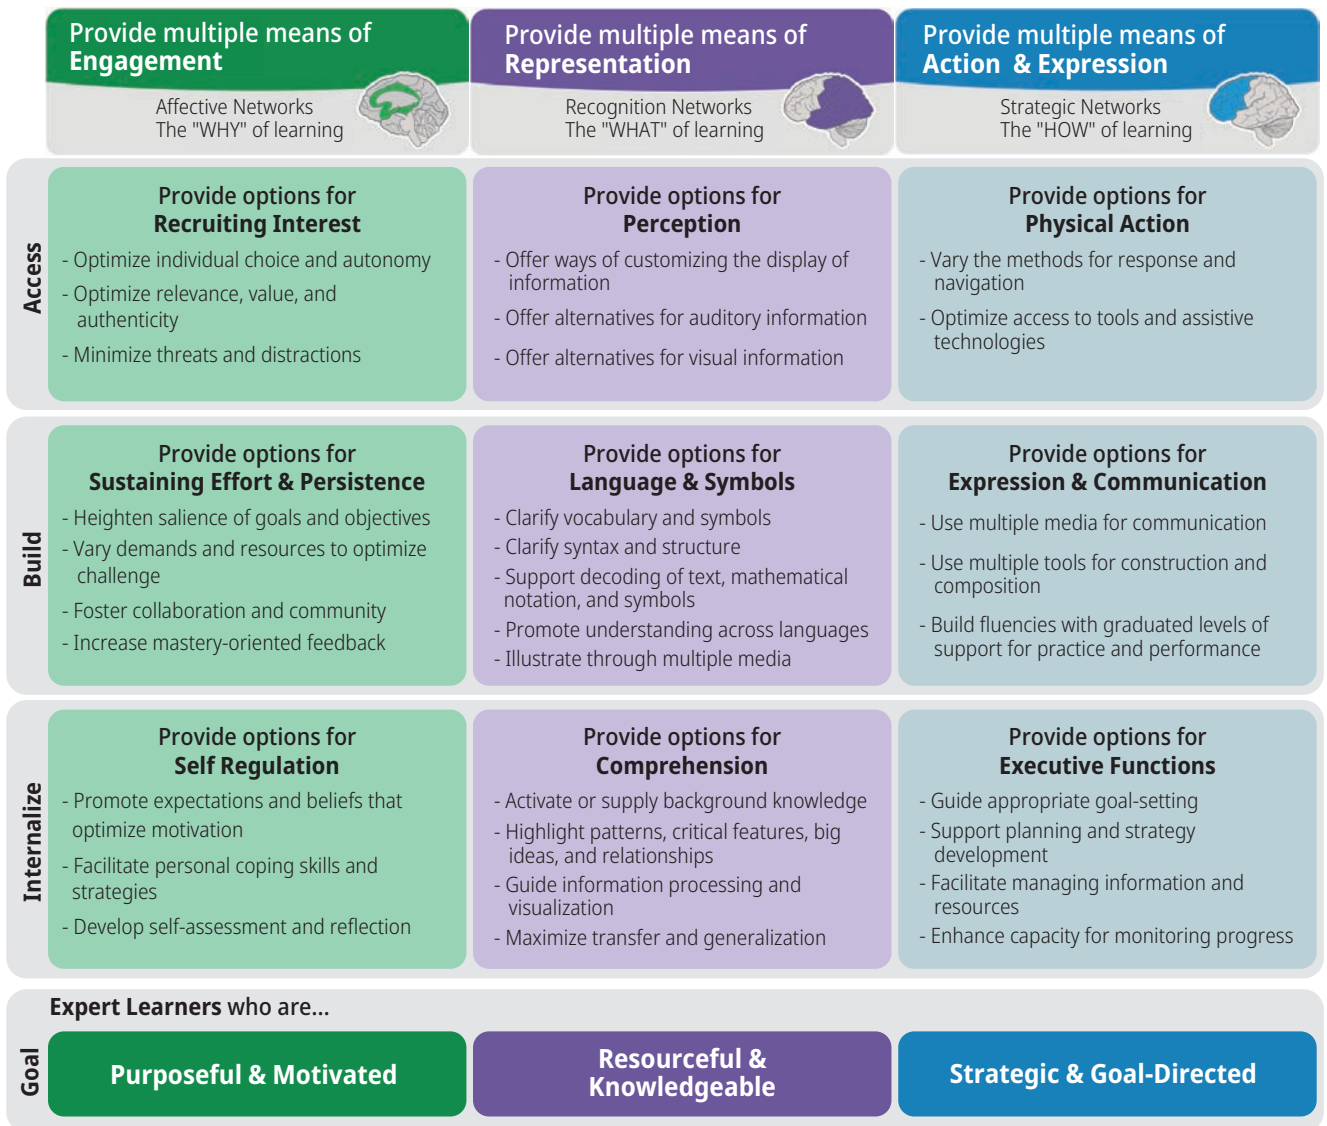 Provide multiple means of
Engagement
Affective Networks
The "WHY" of learning
Provide multiple means of
Representation
Recognition Networks
The "WHAT" of learning
Provide multiple means of
Action & Expression
Strategic Networks
The "HOW" of learning
Access
Provide options for
Recruiting Interest
- Optimize individual choice and autonomy
- Optimize relevance, value, and
authenticity
- Minimize threats and distractions
Provide options for
Perception
- Offer ways of customizing the display of
information
- Offer alternatives for auditory information
- Offer alternatives for visual information
Provide options for
Physical Action
- Vary the methods for response and
navigation
- Optimize access to tools and assistive
technologies
Build
Provide options for
Sustaining Effort & Persistence
- Heighten salience of goals and objectives
- Vary demands and resources to optimize
challenge
- Foster collaboration and community
- Increase mastery-oriented feedback
Provide options for
Language & Symbols
- Clarify vocabulary and symbols
- Clarify syntax and structure
- Support decoding of text, mathematical
notation, and symbols
- Promote understanding across languages
- Illustrate through multiple media
Provide options for
Expression & Communication
- Use multiple media for communication
- Use multiple tools for construction and
composition
- Build fluencies with graduated levels of
support for practice and performance
Internalize
Provide options for
Self Regulation
- Promote expectations and beliefs that
optimize motivation
- Facilitate personal coping skills and
strategies
- Develop self-assessment and reflection
Provide options for
Comprehension
- Activate or supply background knowledge
- Highlight patterns, critical features, big
ideas, and relationships
- Guide information processing and
visualization
- Maximize transfer and generalization
Provide options for
Executive Functions
- Guide appropriate goal-setting
- Support planning and strategy
development
- Facilitate managing information and
resources
- Enhance capacity for monitoring progress
Goal
Expert Learners who are...
Purposeful & Motivated
Resourceful &
Knowledgeable
Strategic & Goal-Directed